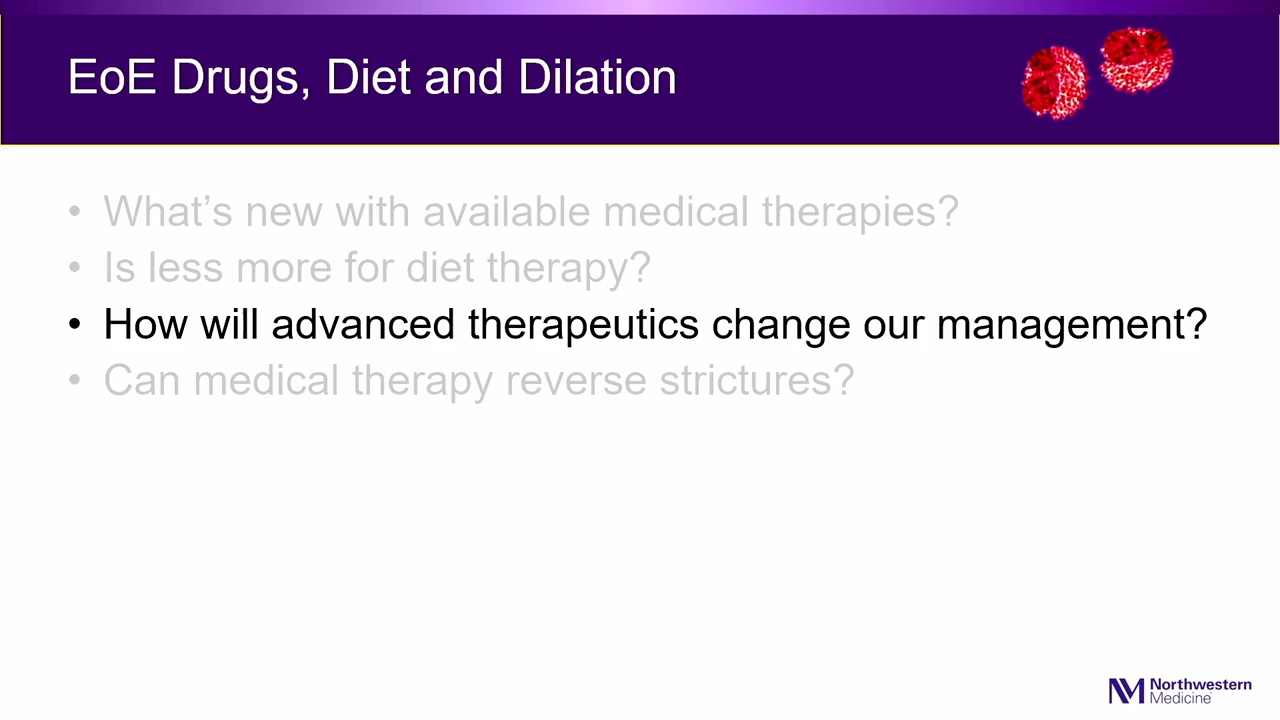 EoE Drugs, Diet and Dilation
• What's new with available medical therapies?
• Is less more for diet therapy?
• How will advanced therapeutics change our management?
• Can medical therapy reverse strictures?
NM Northwestern
Medicine